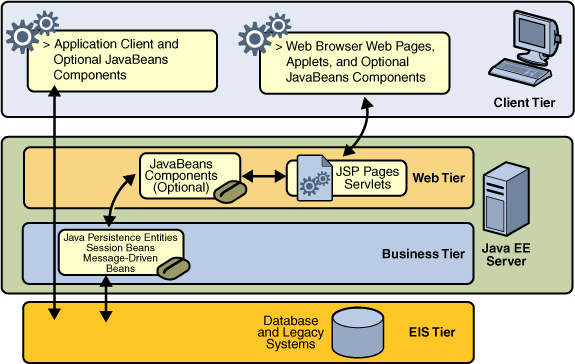 > Application Client and
Optional JavaBeans
Components
> Web Browser Web Pages,
Applets, and Optional
JavaBeans Components
Client Tier
JavaBeans
Components
(Optional)
JSP Pages
Servlets
Web Tier
Java Persistence Entities
Session Beans
Message-Driven
Beans
Business Tier
Java EE
Server
Database
and Legacy
Systems
EIS Tier